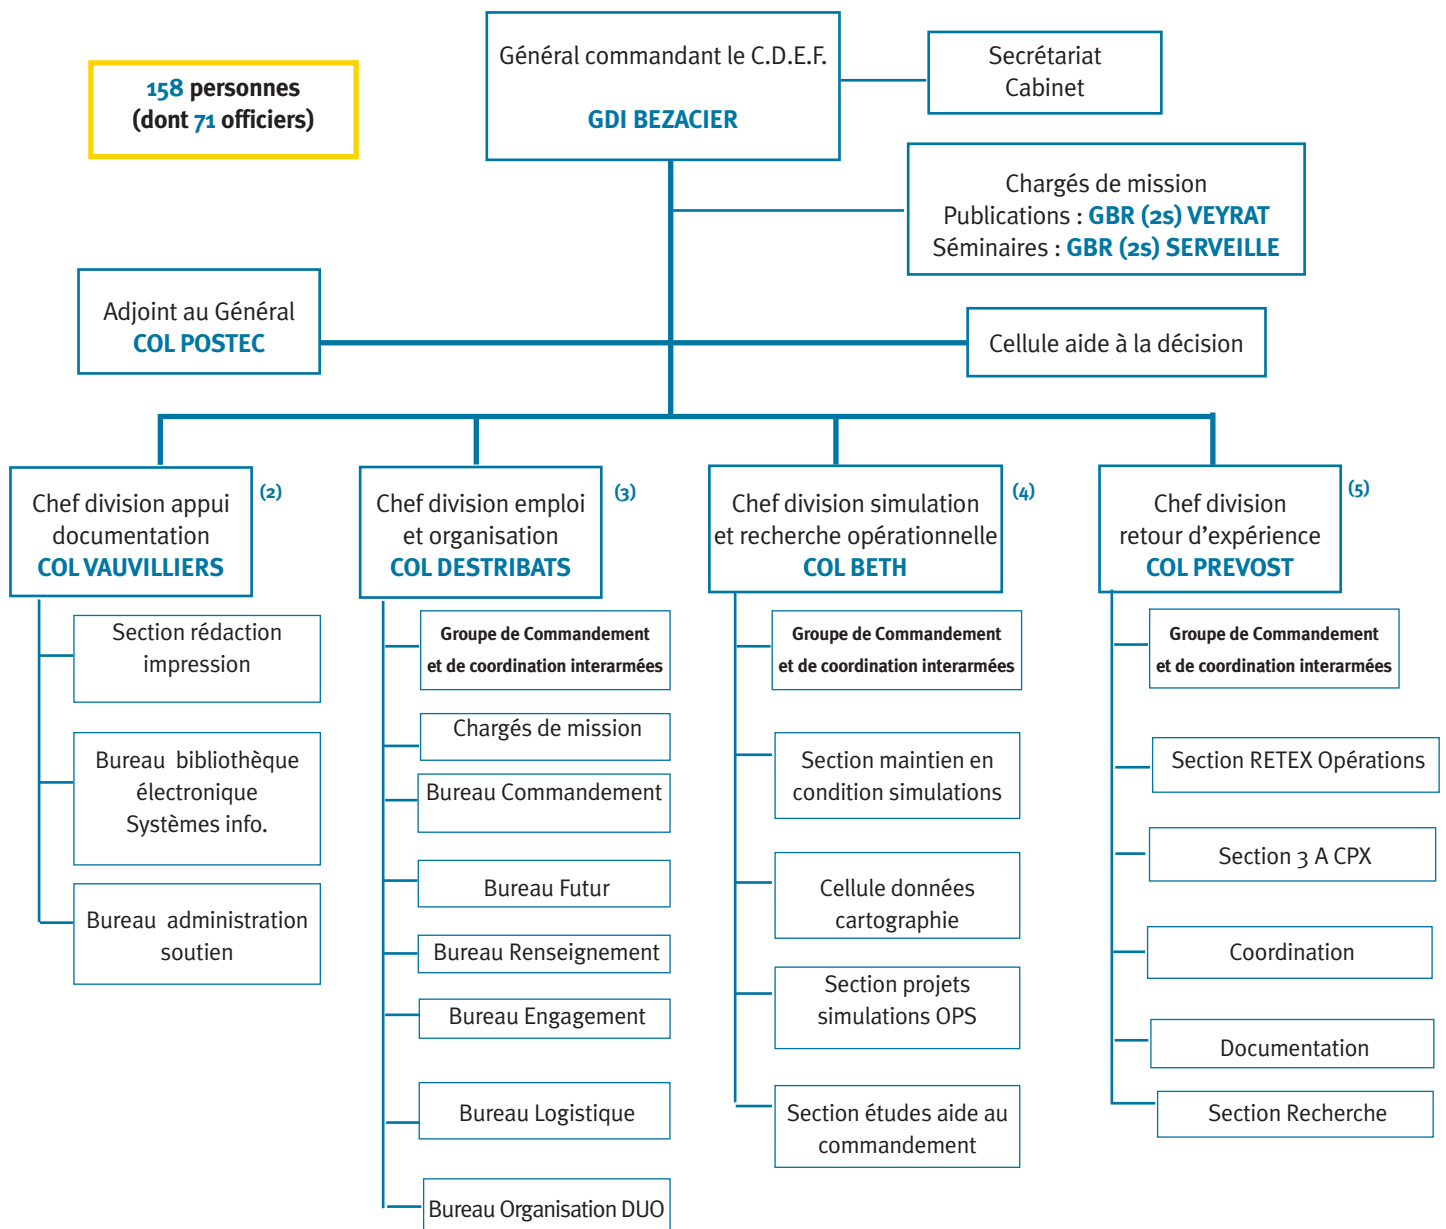 158 personnes
(dont 71 officiers)
Général commandant le C.D.E.F.
GDI BEZACIER
Secrétariat
Cabinet
Chargés de mission
Publications : GBR (2s) VEYRAT
Séminaires : GBR (2s) SERVEILLE
Adjoint au Général
COL POSTEC
Cellule aide à la décision
Chef division appui
documentation
COL VAUVILLIERS
(2)
Section rédaction
impression
Bureau bibliothèque
électronique
Systèmes info.
Bureau administration
soutien
Chef division emploi
et organisation
COL DESTRIBATS
(3)
Groupe de Commandement
et de coordination interarmées
Chargés de mission
Bureau Commandement
Bureau Futur
Bureau Renseignement
Bureau Engagement
Bureau Logistique
Bureau Organisation DUO
Chef division simulation
et recherche opérationnelle
COL BETH
(4)
Groupe de Commandement
et de coordination interarmées
Section maintien en
condition simulations
Cellule données
cartographie
Section projets
simulations OPS
Section études aide au
commandement
Chef division
retour d'expérience
COL PREVOST
(5)
Groupe de Commandement
et de coordination interarmées
Section RETEX Opérations
Section 3 A CPX
Coordination
Documentation
Section Recherche